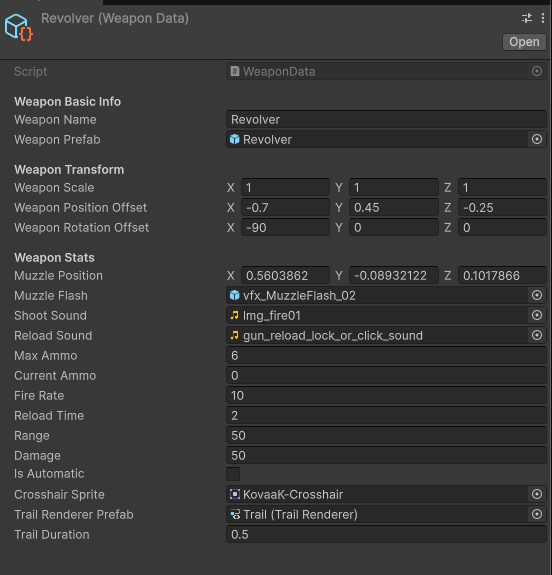 Revolver (Weapon Data)
Open
Script WeaponData
Weapon Basic Info
Weapon Name Revolver
Weapon Prefab Revolver
Weapon Transform
Weapon Scale X 1 Y 1 Z 1
Weapon Position Offset X -0.7 Y 0.45 Z -0.25
Weapon Rotation Offset X -90 Y 0 Z 0
Weapon Stats
Muzzle Position X 0.5603862 Y -0.08932122 Z 0.1017866
Muzzle Flash vfx_MuzzleFlash_02
Shoot Sound lmg_fire01
Reload Sound gun_reload_lock_or_click_sound
Max Ammo 6
Current Ammo 0
Fire Rate 10
Reload Time 2
Range 50
Damage 50
Is Automatic
Crosshair Sprite KovaaK-Crosshair
Trail Renderer Prefab Trail (Trail Renderer)
Trail Duration 0.5